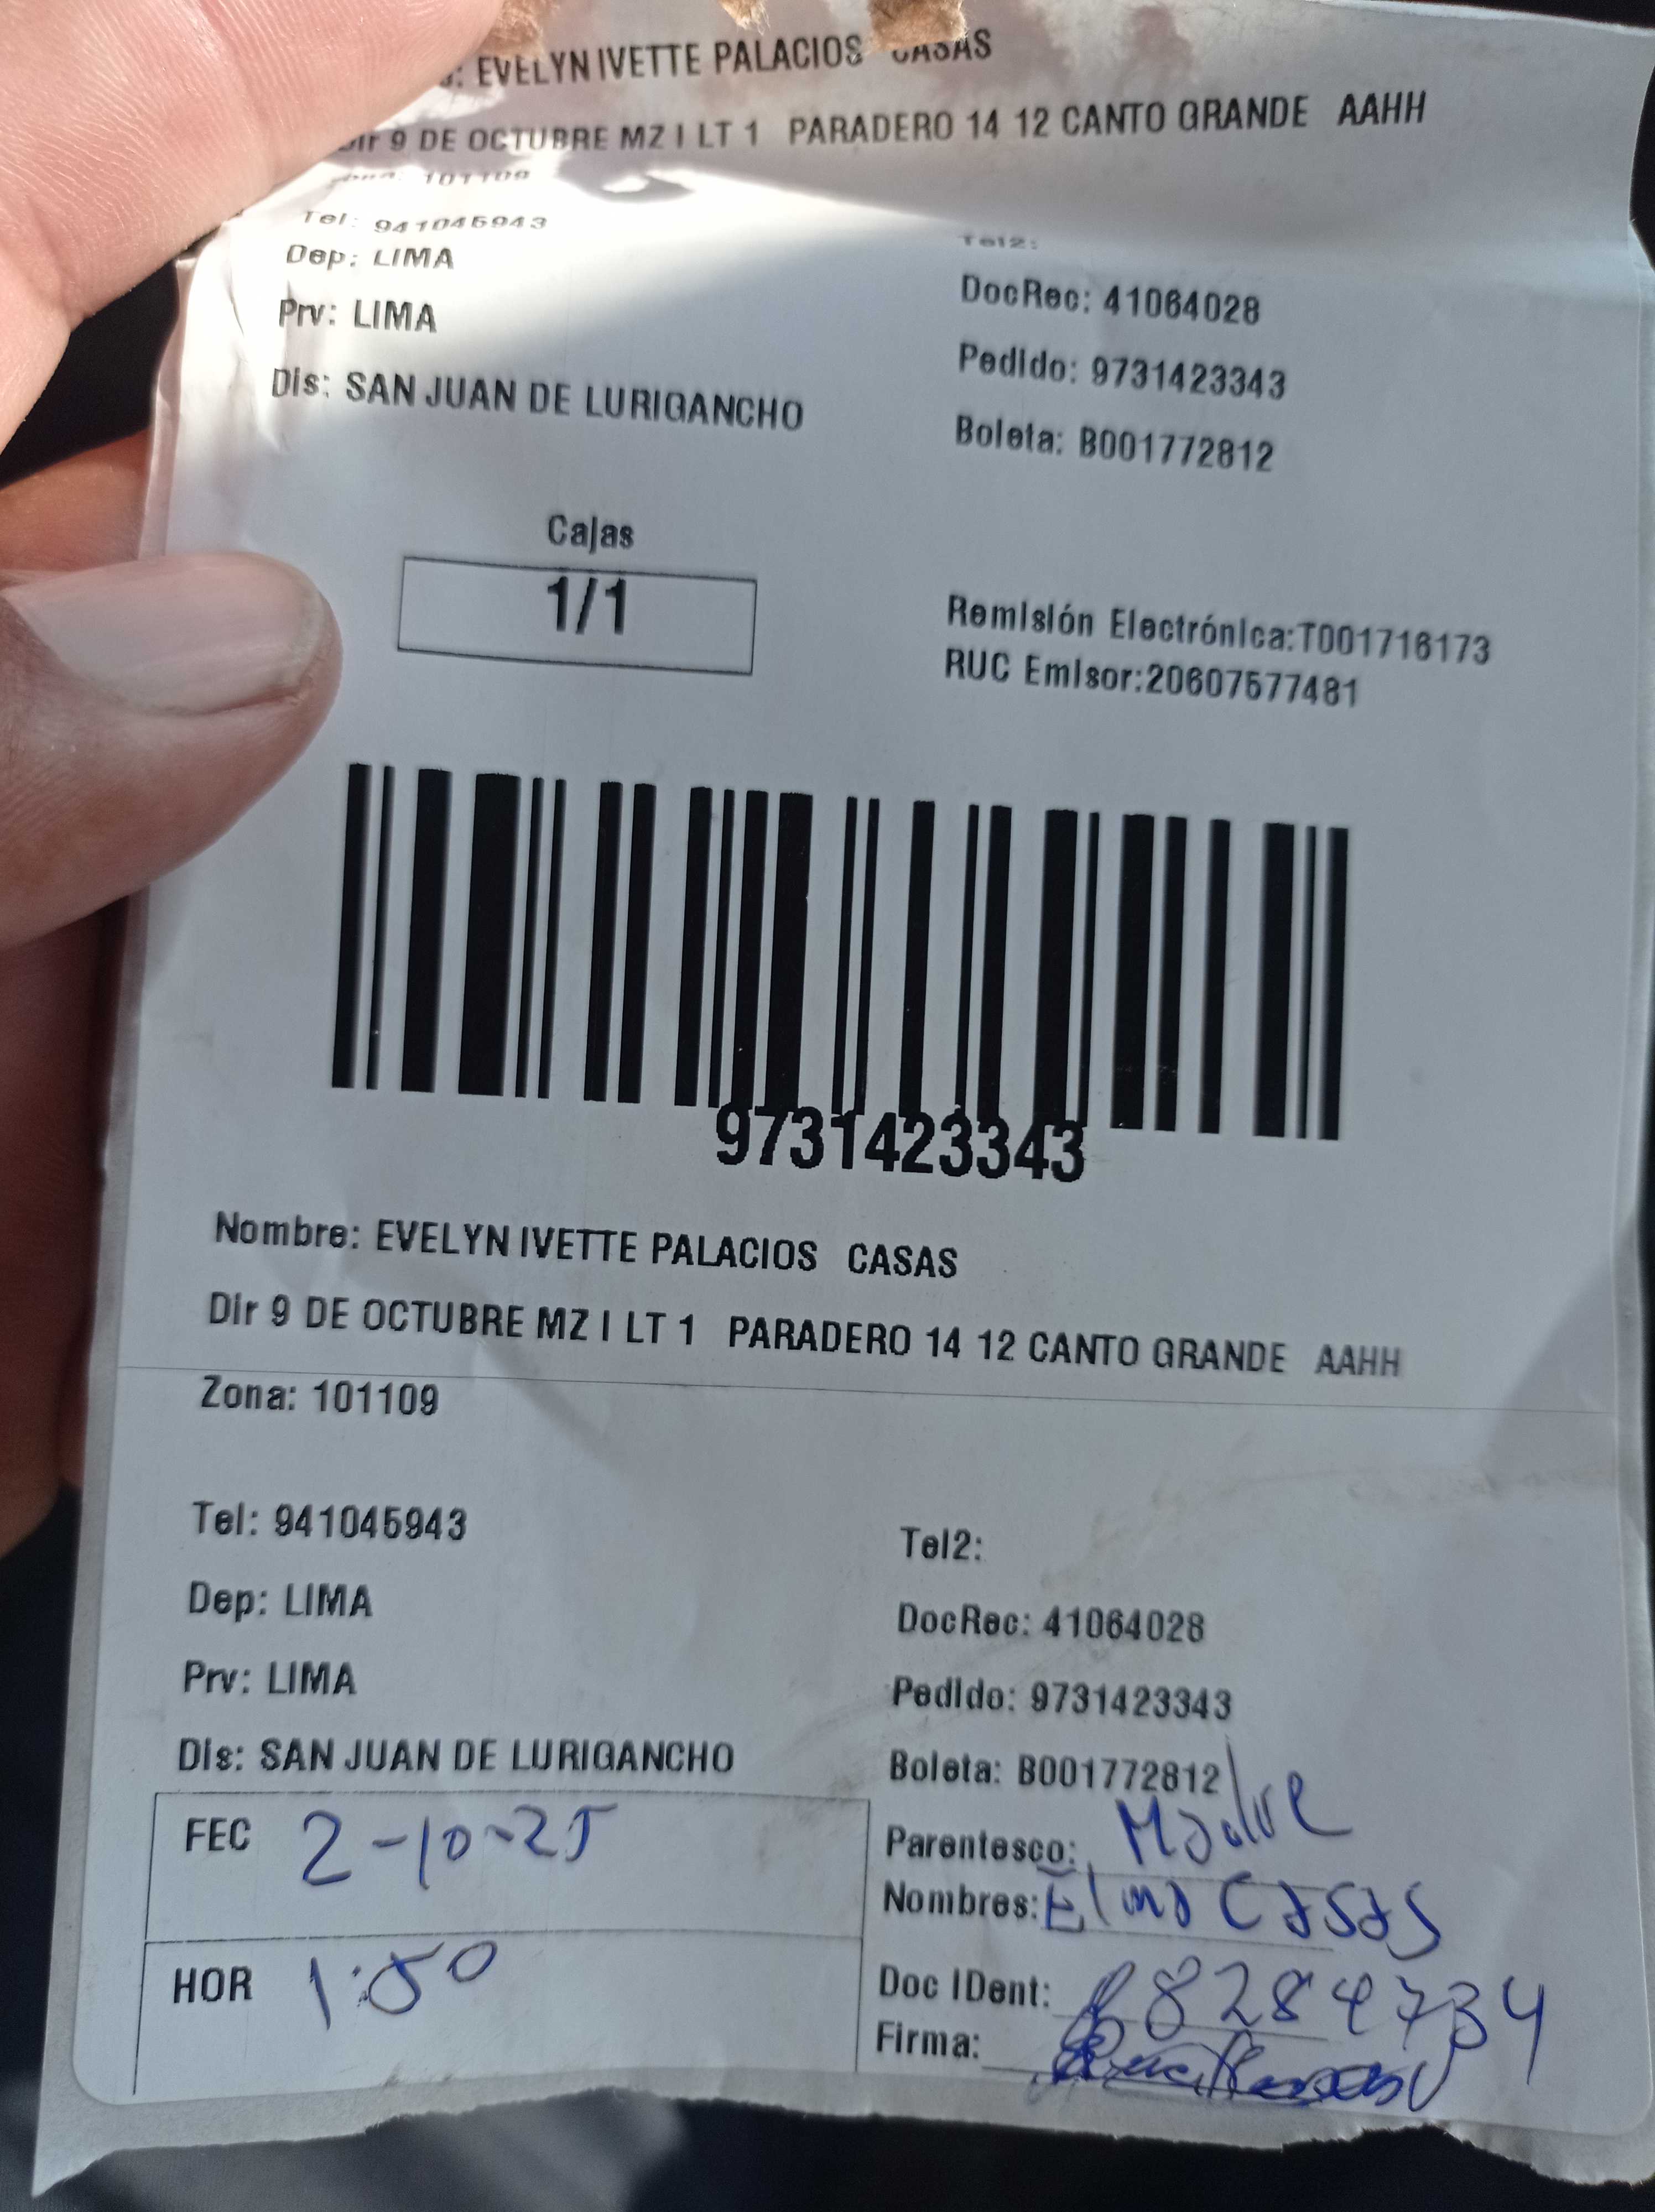 : EVELYN IVETTE PALACIOS CASAS
Dir 9 DE OCTUBRE MZ I LT 1 PARADERO 14 12 CANTO GRANDE AAHH
Zona: 101109
Tel: 941045943
Tel2:
Dep: LIMA
DocRec: 41064028
Prv: LIMA
Pedido: 9731423343
Dis: SAN JUAN DE LURIGANCHO
Boleta: B001772812
Cajas
1/1
Remisión Electrónica:T001716173
RUC Emisor:20607577481
9731423343
Nombre: EVELYN IVETTE PALACIOS CASAS
Dir 9 DE OCTUBRE MZ I LT 1 PARADERO 14 12 CANTO GRANDE AAHH
Zona: 101109
Tel: 941045943
Tel2:
Dep: LIMA
DocRec: 41064028
Prv: LIMA
Pedido: 9731423343
Dis: SAN JUAN DE LURIGANCHO
Boleta: B001772812
FEC 2-10-25
Parentesco: Madre
Nombres: Elma CASAS
HOR 1:50
Doc IDent:
Firma: